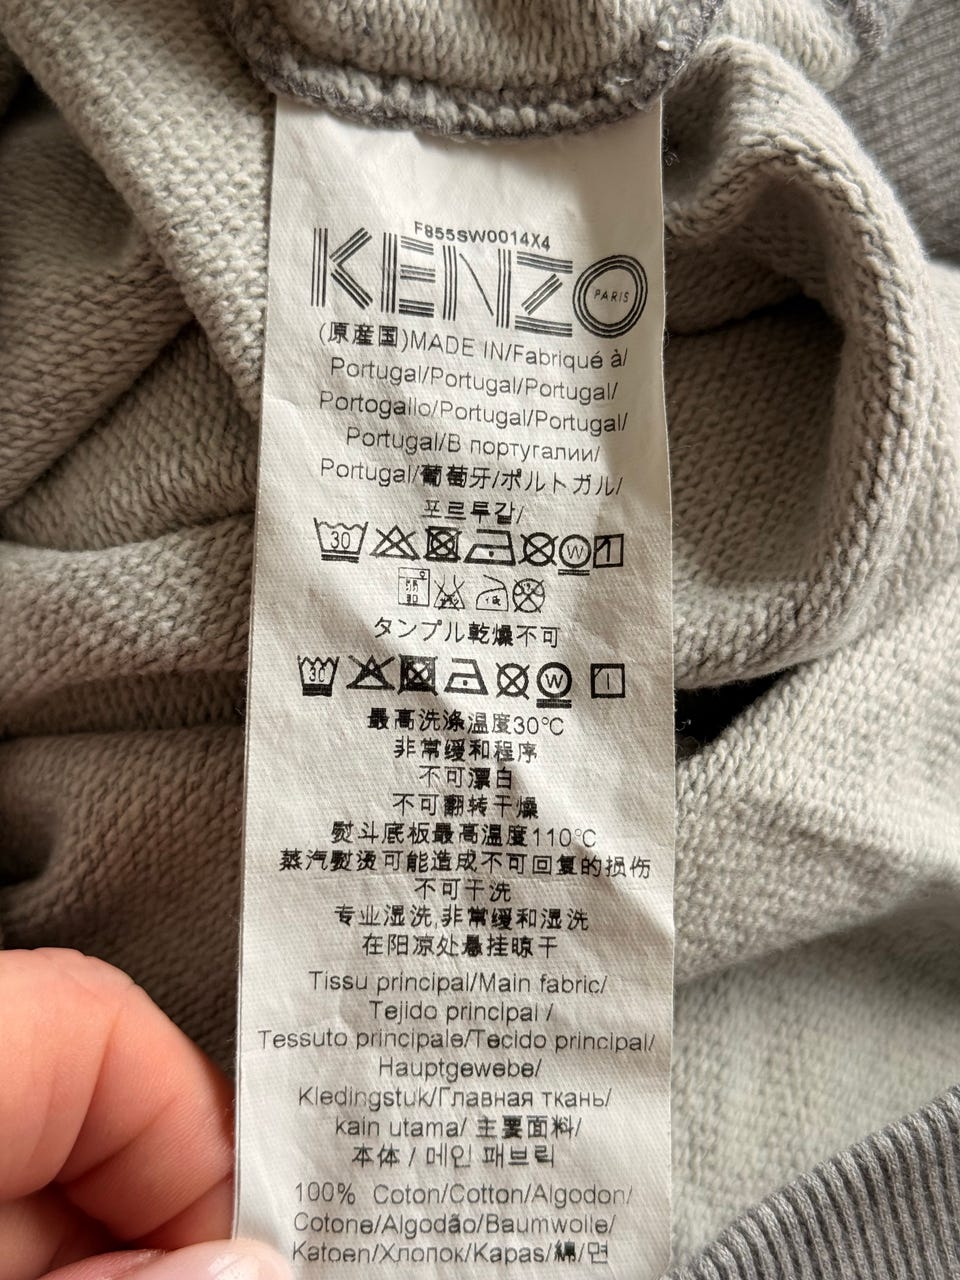 F855SW0014X4
KENZO
PARIS
(原産国)MADE IN/Fabriqué à/
Portugal/Portugal/Portugal/
Portogallo/Portugal/Portugal/
Portugal/В португалии/
Portugal/葡萄牙/ポルトガル/
포르투갈/
30 W
タンブル乾燥不可
30 W
最高洗涤温度30℃
非常缓和程序
不可漂白
不可翻转干燥
熨斗底板最高温度110℃
蒸汽熨烫可能造成不可回复的损伤
不可干洗
专业湿洗,非常缓和湿洗
在阳凉处悬挂晾干
Tissu principal/Main fabric/
Tejido principal /
Tessuto principale/Tecido principal/
Hauptgewebe/
Kledingstuk/Главная ткань/
kain utama/ 主要面料/
本体 / 메인 패브릭
100% Coton/Cotton/Algodon/
Cotone/Algodão/Baumwolle/
Katoen/Хлопок/Kapas/綿/면